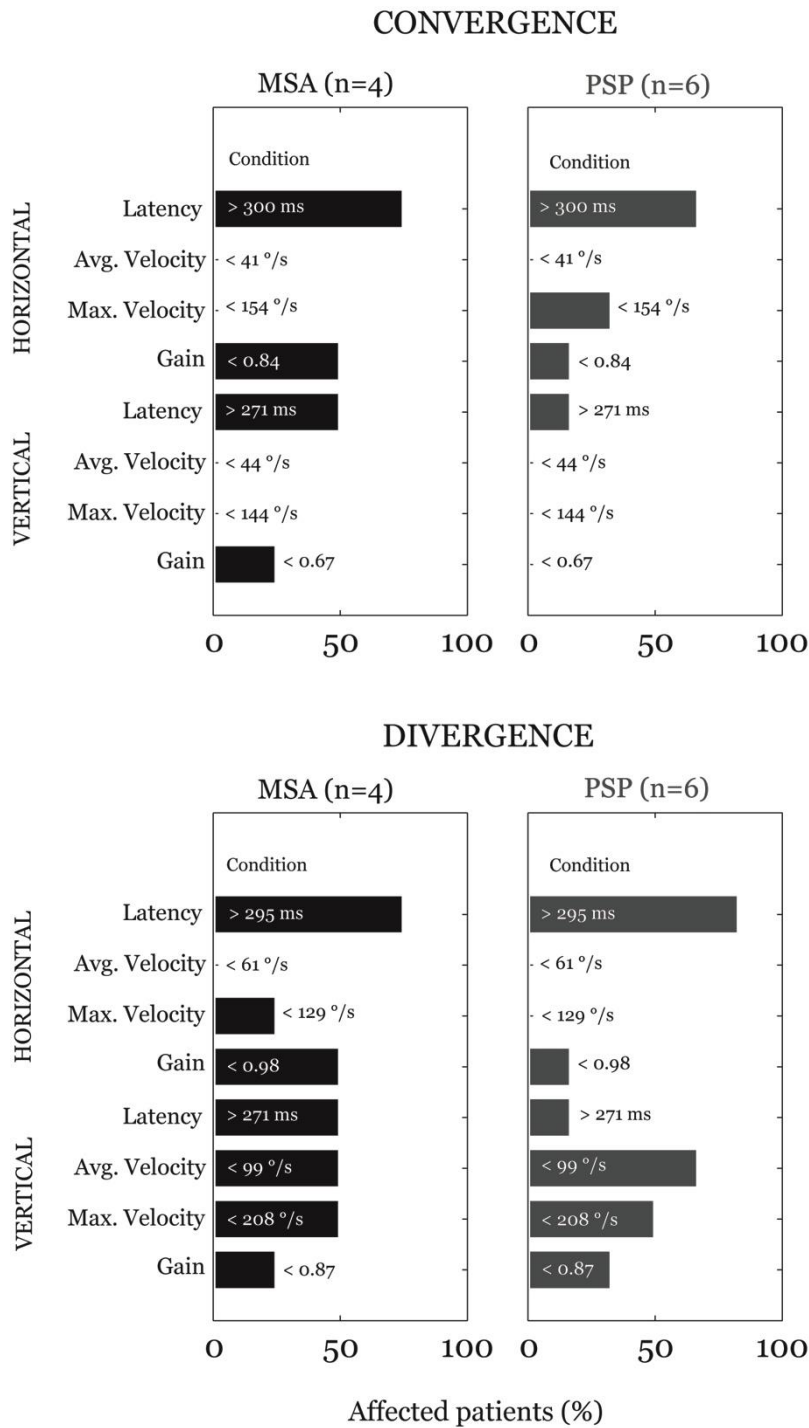 CONVERGENCE
MSA (n=4) PSP (n=6)
Condition Condition
HORIZONTAL
Latency > 300 ms > 300 ms
Avg. Velocity < 41 °/s < 41 °/s
Max. Velocity < 154 °/s < 154 °/s
Gain < 0.84 < 0.84
VERTICAL
Latency > 271 ms > 271 ms
Avg. Velocity < 44 °/s < 44 °/s
Max. Velocity < 144 °/s < 144 °/s
Gain < 0.67 < 0.67
0 50 100 0 50 100
DIVERGENCE
MSA (n=4) PSP (n=6)
Condition Condition
HORIZONTAL
Latency > 295 ms > 295 ms
Avg. Velocity < 61 °/s < 61 °/s
Max. Velocity < 129 °/s < 129 °/s
Gain < 0.98 < 0.98
VERTICAL
Latency > 271 ms > 271 ms
Avg. Velocity < 99 °/s < 99 °/s
Max. Velocity < 208 °/s < 208 °/s
Gain < 0.87 < 0.87
0 50 100 0 50 100
Affected patients (%)